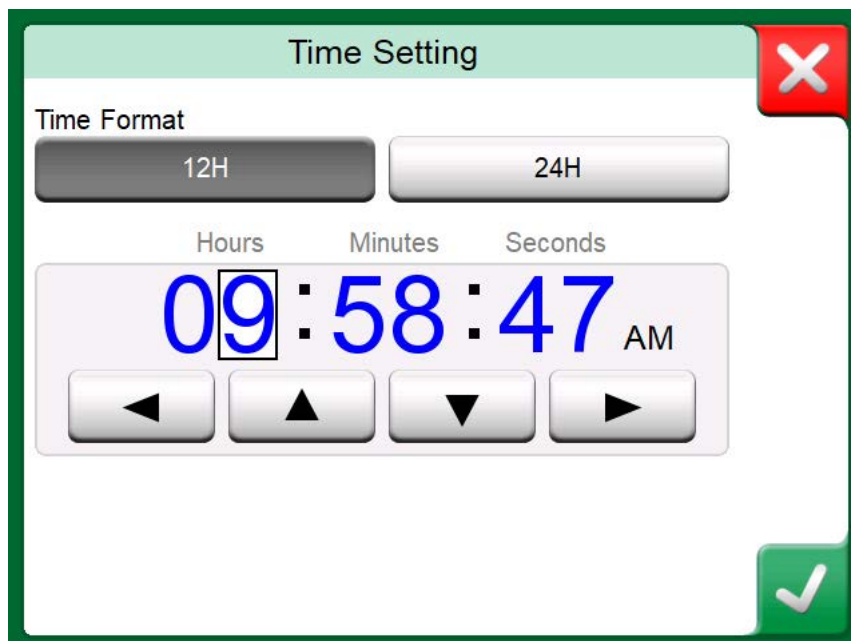 Time Setting
Time Format
12H 24H
Hours Minutes Seconds
09:58:47 AM